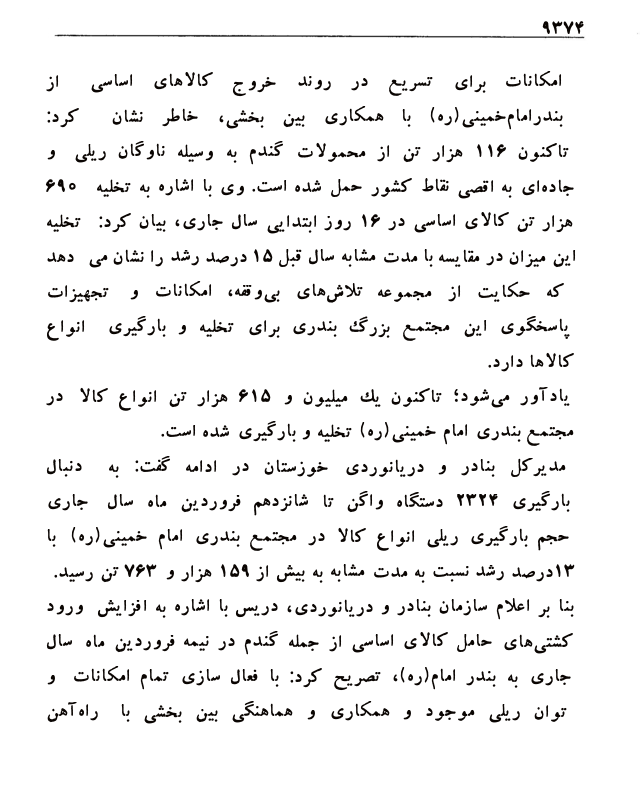 ۹۳۷۴
امکانات برای تسریع در روند خروج کالاهای اساسی از
بندرامام‌خمینی(ره) با همکاری بین بخشی، خاطر نشان کرد:
تاکنون ۱۱۶ هزار تن از محمولات گندم به وسیله ناوگان ریلی و
جاده‌ای به اقصی نقاط کشور حمل شده است. وی با اشاره به تخلیه ۶۹۰
هزار تن کالای اساسی در ۱۶ روز ابتدایی سال جاری، بیان کرد: تخلیه
این میزان در مقایسه با مدت مشابه سال قبل ۱۵ درصد رشد را نشان می دهد
که حکایت از مجموعه تلاش‌های بی‌وقفه، امکانات و تجهیزات
پاسخگوی این مجتمع بزرگ بندری برای تخلیه و بارگیری انواع
کالاها دارد.
یادآور می‌شود؛ تاکنون یك میلیون و ۶۱۵ هزار تن انواع کالا در
مجتمع بندری امام خمینی(ره) تخلیه و بارگیری شده است.
مدیرکل بنادر و دریانوردی خوزستان در ادامه گفت: به دنبال
بارگیری ۲۳۲۴ دستگاه واگن تا شانزدهم فروردین ماه سال جاری
حجم بارگیری ریلی انواع کالا در مجتمع بندری امام خمینی(ره) با
۱۳درصد رشد نسبت به مدت مشابه به بیش از ۱۵۹ هزار و ۷۶۳ تن رسید.
بنا بر اعلام سازمان بنادر و دریانوردی، دریس با اشاره به افزایش ورود
کشتی‌های حامل کالای اساسی از جمله گندم در نیمه فروردین ماه سال
جاری به بندر امام(ره)، تصریح کرد: با فعال سازی تمام امکانات و
توان ریلی موجود و همکاری و هماهنگی بین بخشی با راه‌آهن